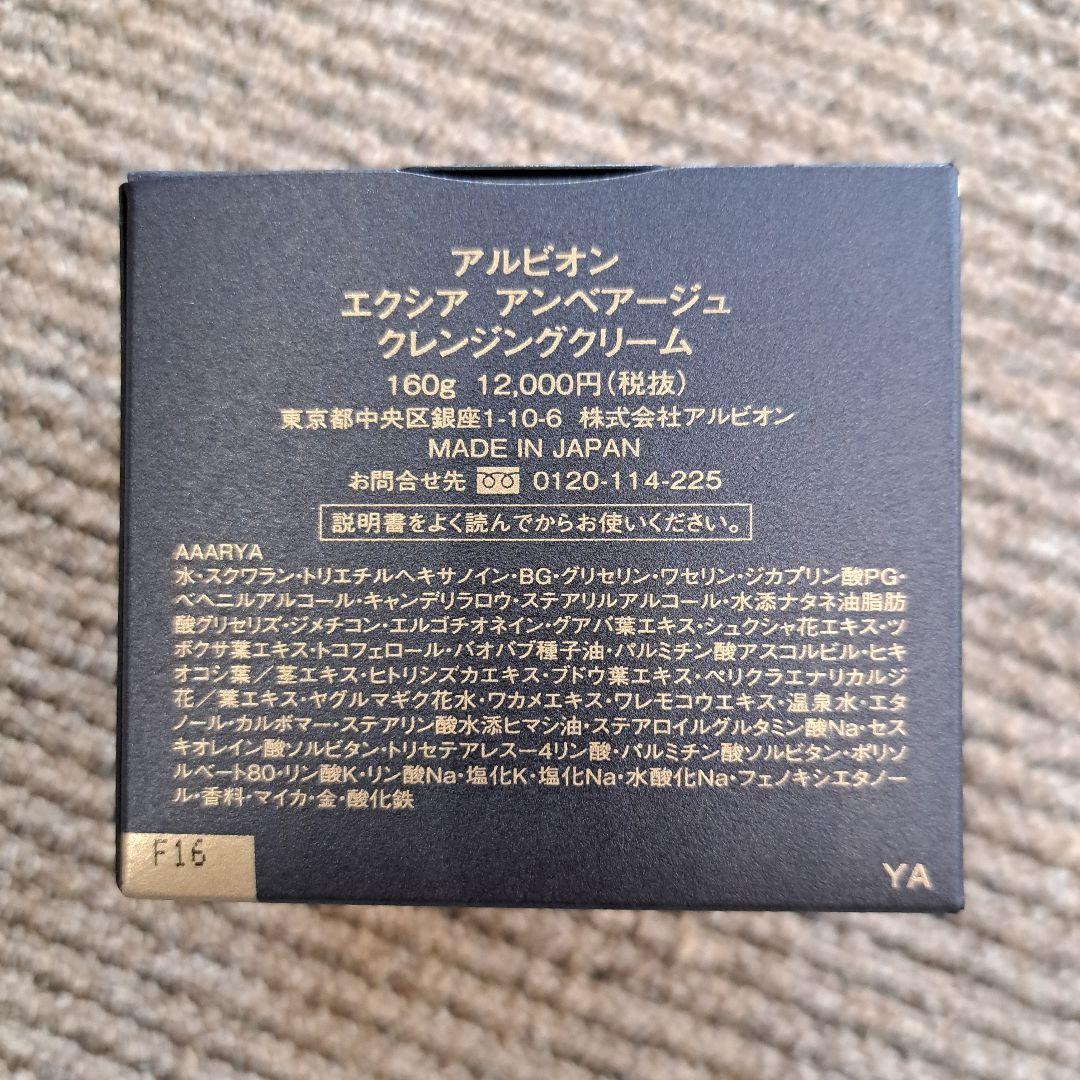 アルビオン
エクシア アンベアージュ
クレンジングクリーム
160g 12,000円(税抜)
東京都中央区銀座1-10-6 株式会社アルビオン
MADE IN JAPAN
お問合せ先 0120-114-225
説明書をよく読んでからお使いください。
AAARYA
水・スクワラン・トリエチルヘキサノイン・BG・グリセリン・ワセリン・ジカプリン酸PG・
ベヘニルアルコール・キャンデリラロウ・ステアリルアルコール・水添ナタネ油脂肪
酸グリセリズ・ジメチコン・エルゴチオネイン・グアバ葉エキス・シュクシャ花エキス・ツ
ボクサ葉エキス・トコフェロール・バオバブ種子油・パルミチン酸アスコルビル・ヒキ
オコシ葉/茎エキス・ヒトリシズカエキス・ブドウ葉エキス・ペリクラエナリカルジ
花/葉エキス・ヤグルマギク花水・ワカメエキス・ワレモコウエキス・温泉水・エタ
ノール・カルボマー・ステアリン酸水添ヒマシ油・ステアロイルグルタミン酸Na・セス
キオレイン酸ソルビタン・トリセテアレス-4リン酸・パルミチン酸ソルビタン・ポリソ
ルベート80・リン酸K・リン酸Na・塩化K・塩化Na・水酸化Na・フェノキシエタノー
ル・香料・マイカ・金・酸化鉄
F16
YA